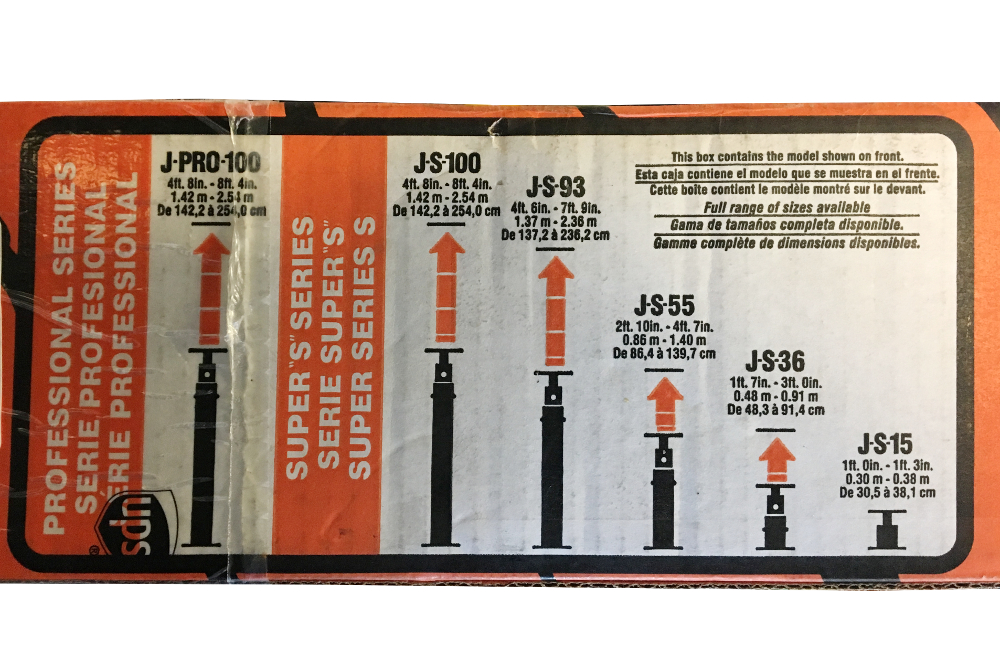 PROFESSIONAL SERIES
SERIE PROFESIONAL
SÉRIE PROFESSIONAL
ups
®
J-PRO-100
4ft. 8in. - 8ft. 4in.
1.42 m - 2.54 m
De 142,2 à 254,0 cm
SUPER "S" SERIES
SERIE SUPER "S"
SUPER SERIES S
J-S-100
4ft. 8in. - 8ft. 4in.
1.42 m - 2.54 m
De 142,2 à 254,0 cm
J-S-93
4ft. 6in. - 7ft. 9in.
1.37 m - 2.36 m
De 137,2 à 236,2 cm
This box contains the model shown on front.
Esta caja contiene el modelo que se muestra en el frente.
Cette boîte contient le modèle montré sur le devant.
Full range of sizes available
Gama de tamaños completa disponible.
Gamme complète de dimensions disponibles.
J-S-55
2ft. 10in. - 4ft. 7in.
0.86 m - 1.40 m
De 86,4 à 139,7 cm
J-S-36
1ft. 7in. - 3ft. 0in.
0.48 m - 0.91 m
De 48,3 à 91,4 cm
J-S-15
1ft. 0in. - 1ft. 3in.
0.30 m - 0.38 m
De 30,5 à 38,1 cm